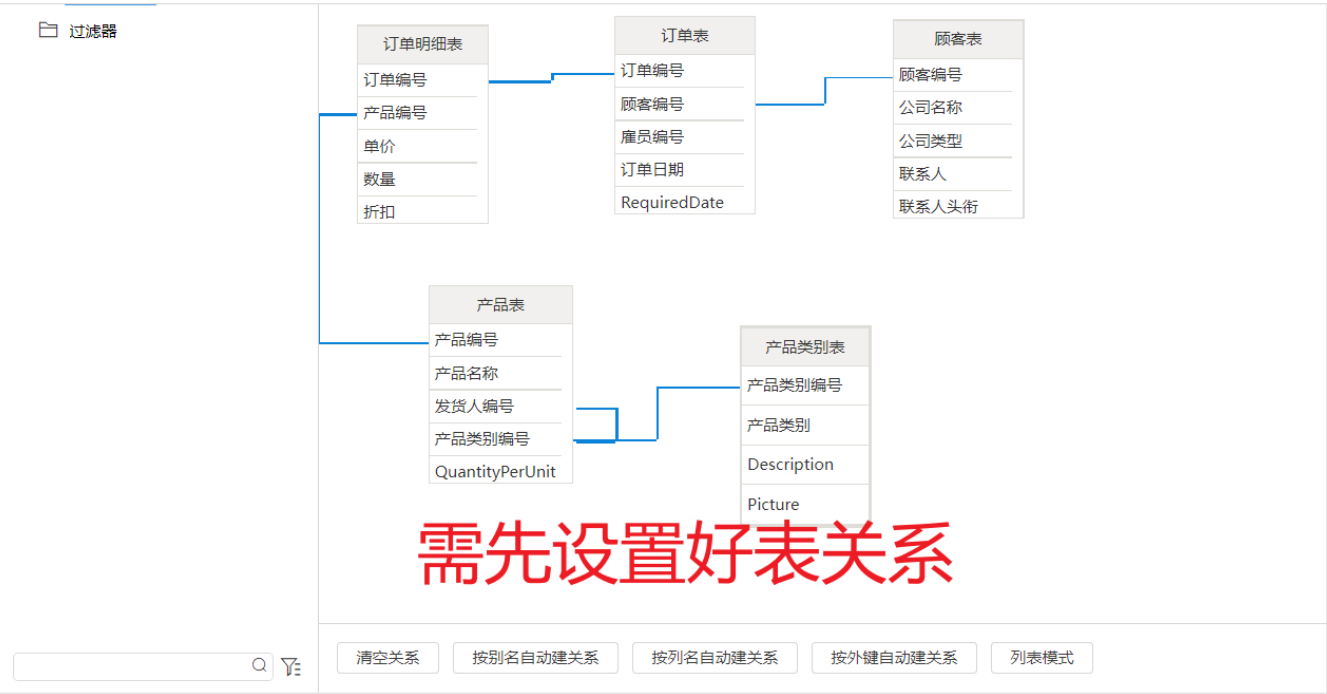 过滤器
订单明细表
订单编号
产品编号
单价
数量
折扣
订单表
订单编号
顾客编号
雇员编号
订单日期
RequiredDate
顾客表
顾客编号
公司名称
公司类型
联系人
联系人头衔
产品表
产品编号
产品名称
发货人编号
产品类别编号
QuantityPerUnit
产品类别表
产品类别编号
产品类别
Description
Picture
需先设置好表关系
清空关系
按别名自动建关系
按列名自动建关系
按外键自动建关系
列表模式